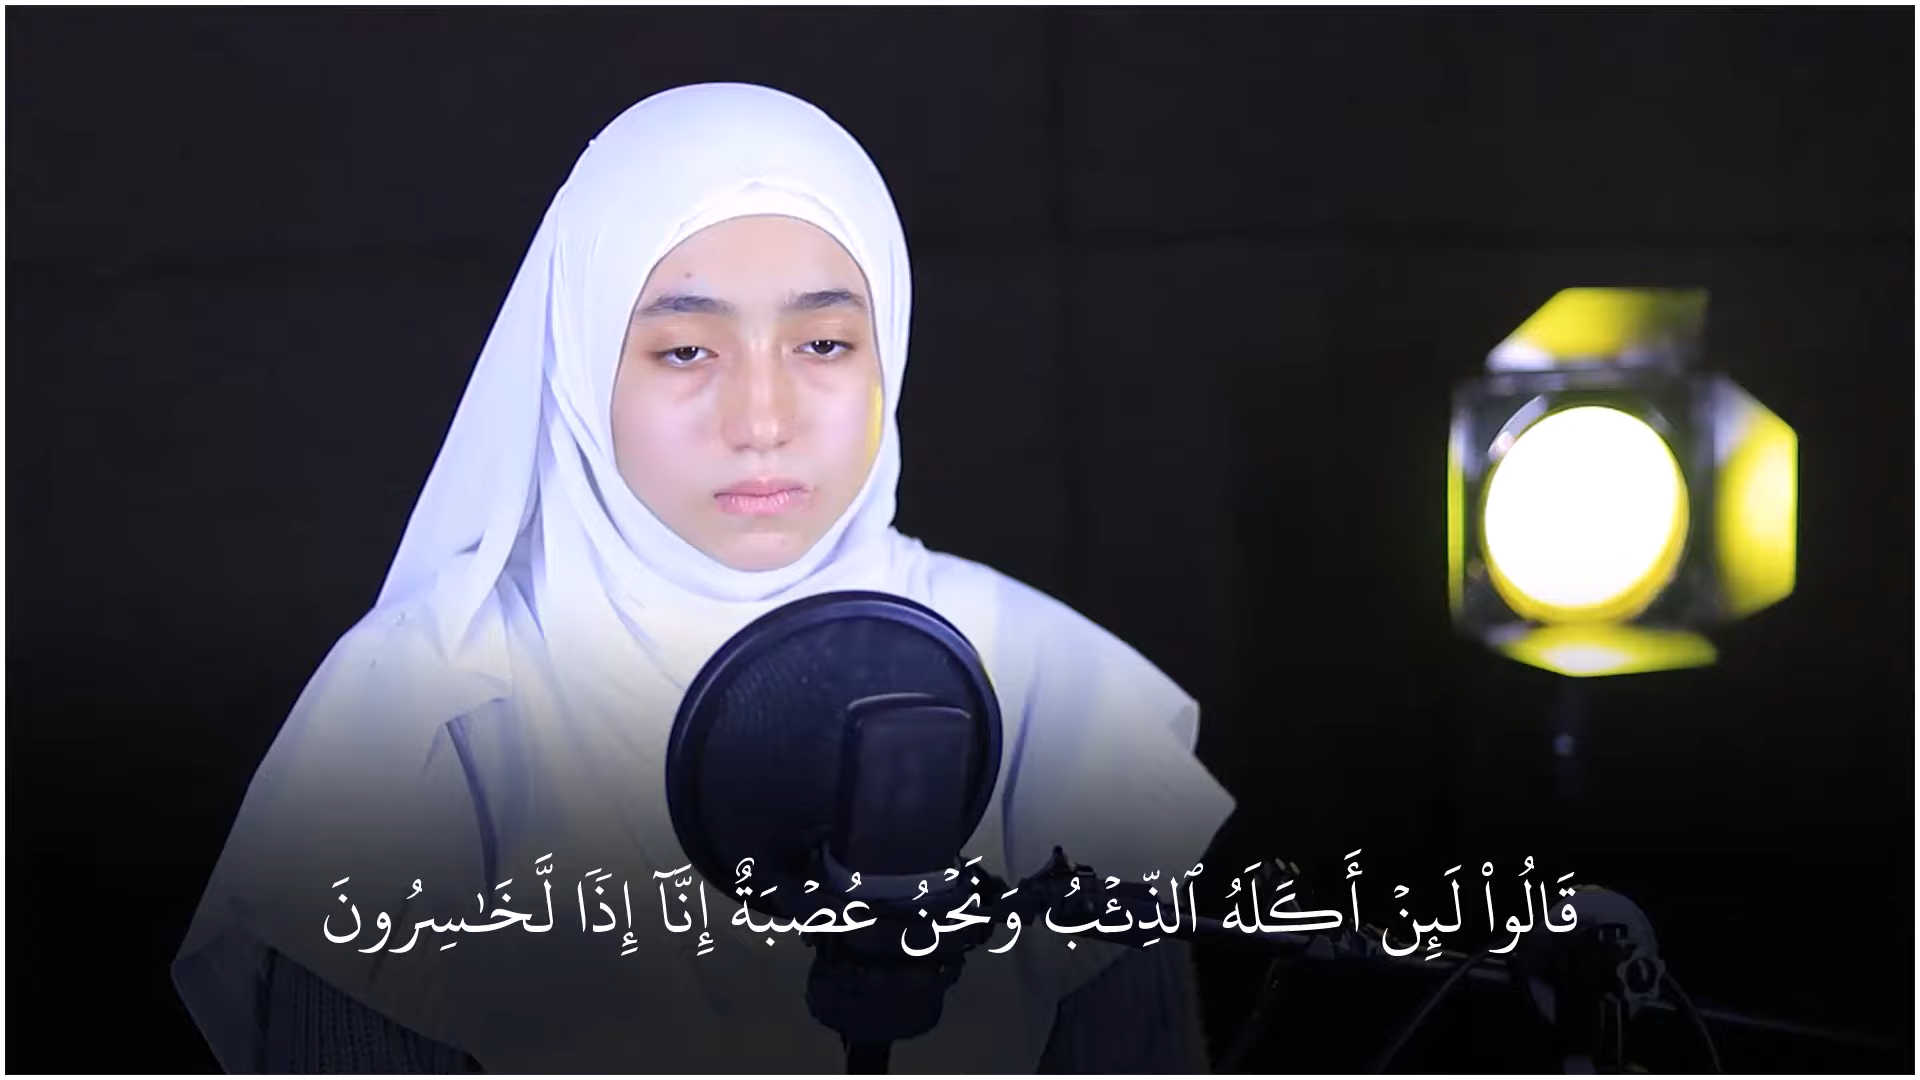 قَالُوا۟ لَئِنْ أَكَلَهُ ٱلذِّئْبُ وَنَحْنُ عُصْبَةٌ إِنَّآ إِذًا لَّخَـٰسِرُونَ